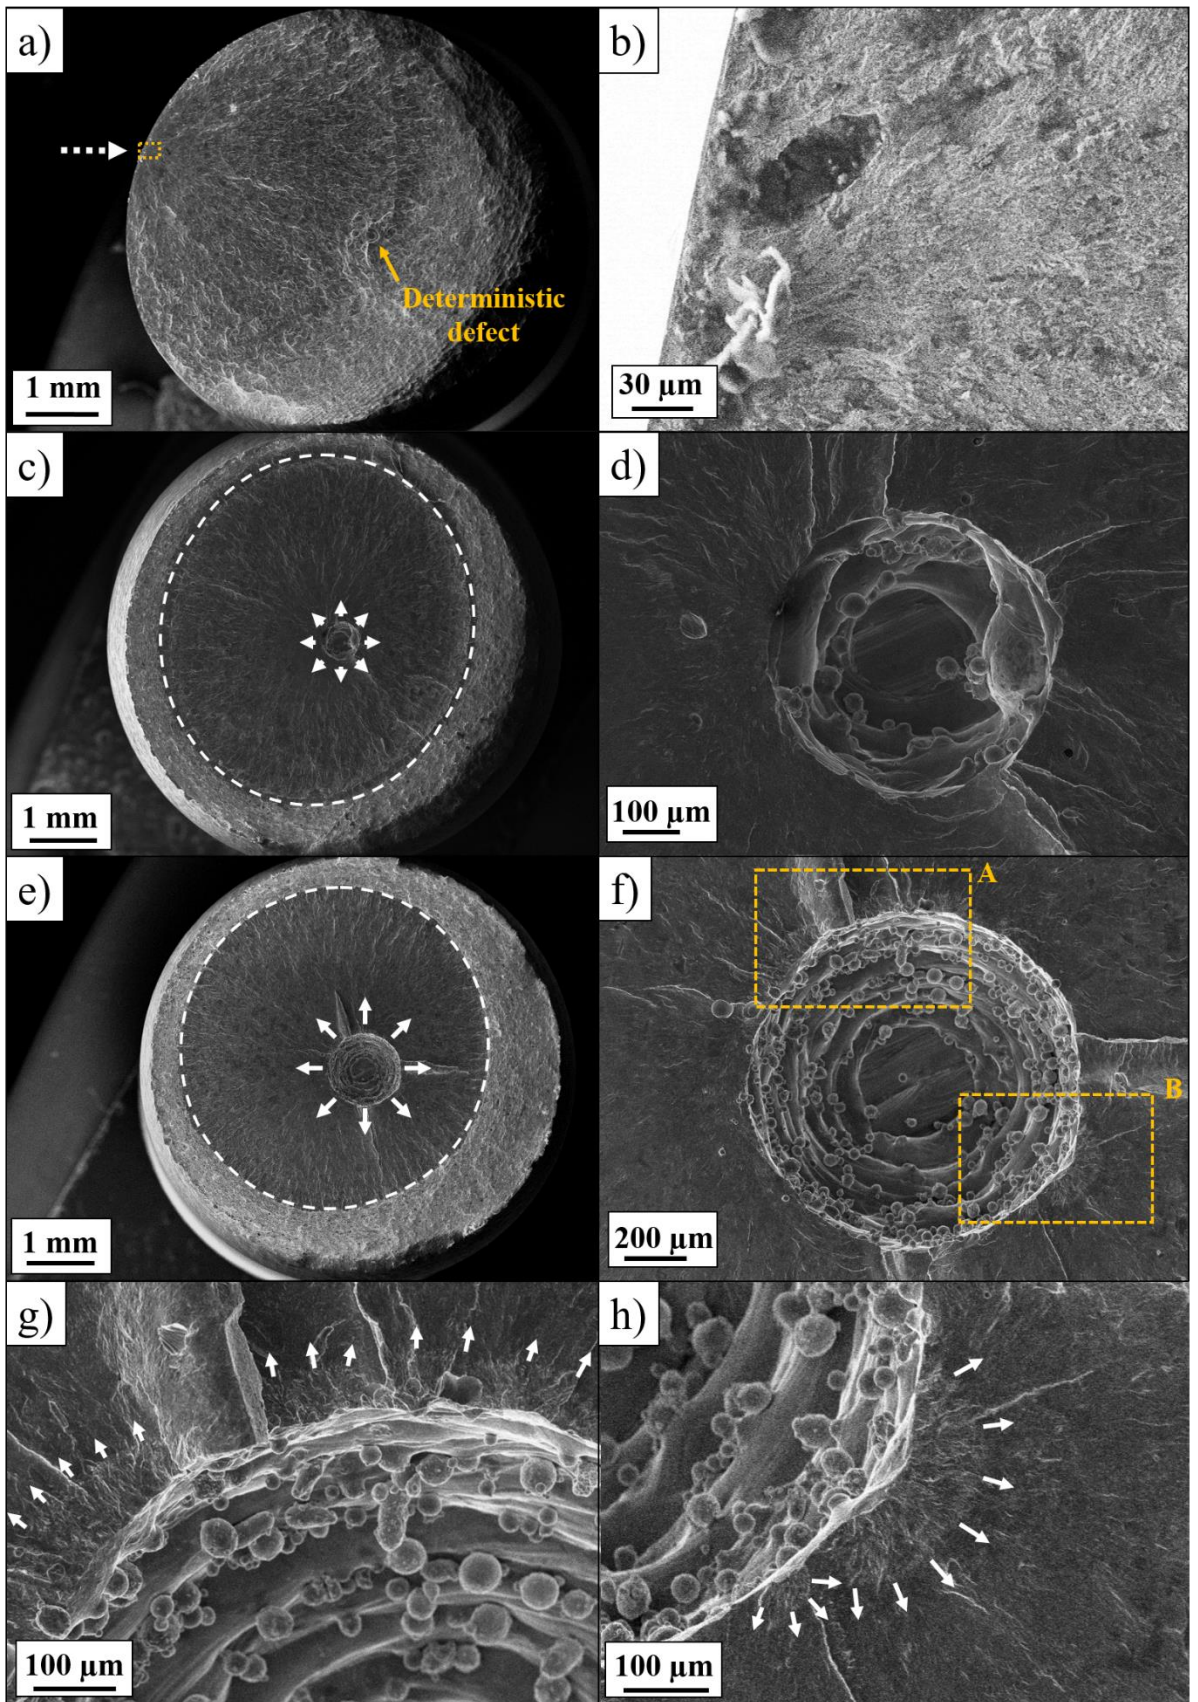 a)
b)
Deterministic
defect
1 mm
30 µm
c)
d)
1 mm
100 µm
e)
f)
A
B
1 mm
200 µm
g)
h)
100 µm
100 µm